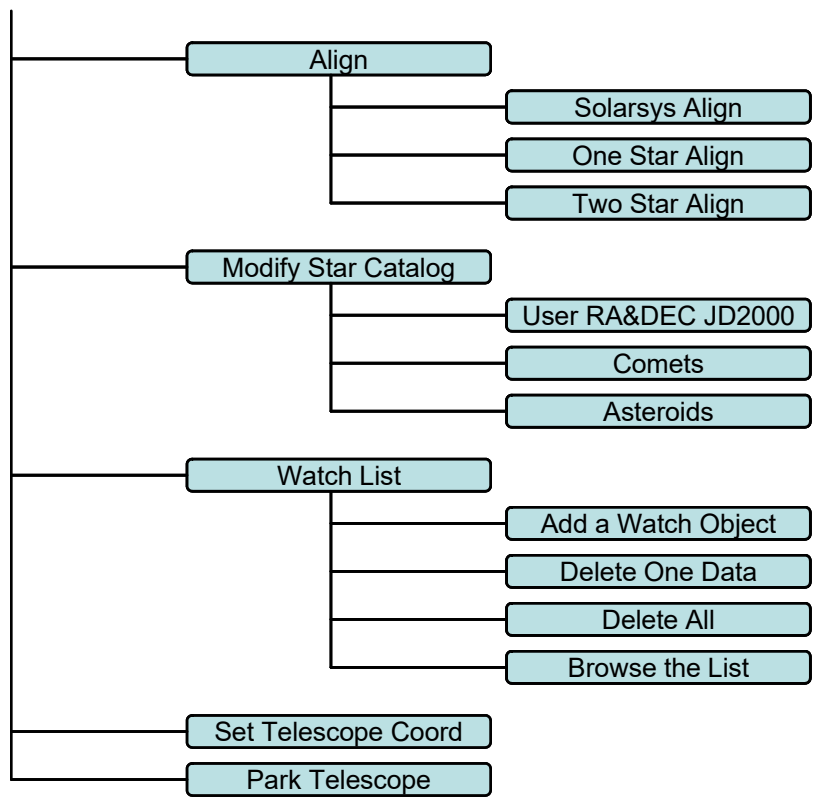 Align
Solarsys Align
One Star Align
Two Star Align
Modify Star Catalog
User RA&DEC JD2000
Comets
Asteroids
Watch List
Add a Watch Object
Delete One Data
Delete All
Browse the List
Set Telescope Coord
Park Telescope